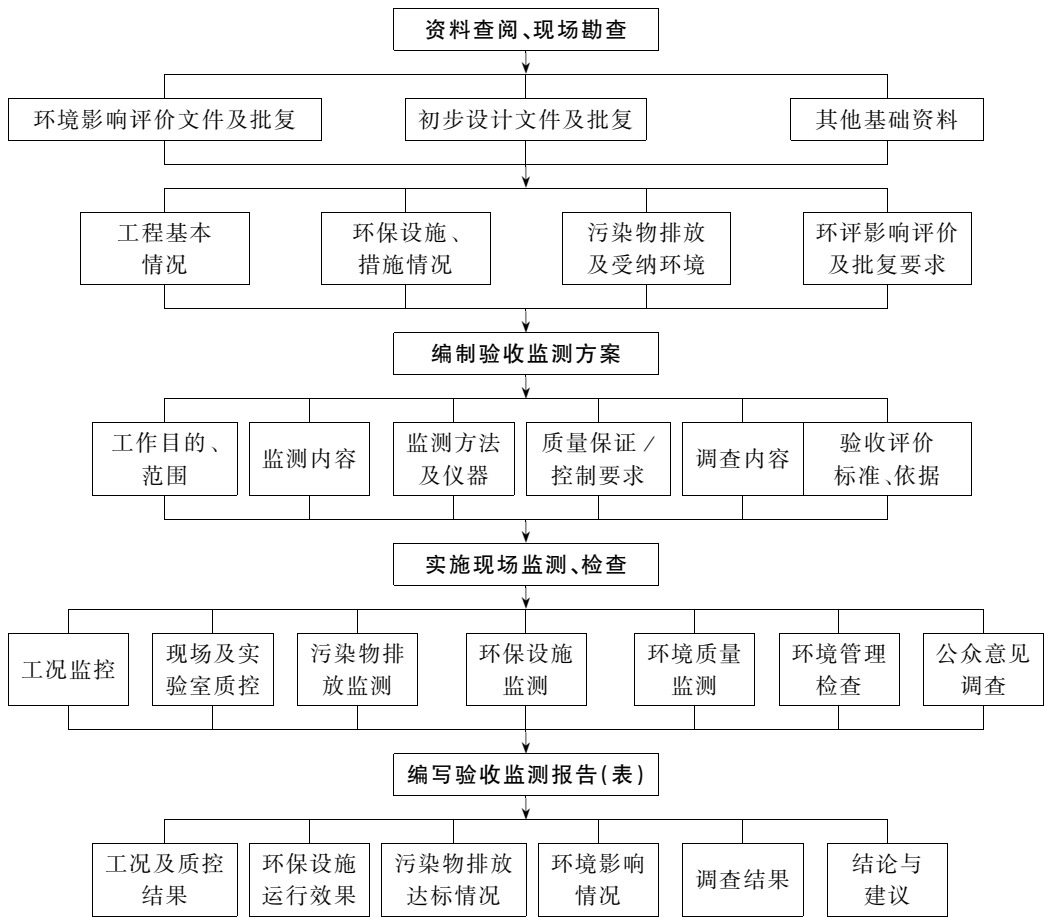 资料查阅、现场勘查
环境影响评价文件及批复
初步设计文件及批复
其他基础资料
工程基本
情况
环保设施、
措施情况
污染物排放
及受纳环境
环评影响评价
及批复要求
编制验收监测方案
工作目的、
范围
监测内容
监测方法
及仪器
质量保证/
控制要求
调查内容
验收评价
标准、依据
实施现场监测、检查
工况监控
现场及实
验室质控
污染物排
放监测
环保设施
监测
环境质量
监测
环境管理
检查
公众意见
调查
编写验收监测报告(表)
工况及质控
结果
环保设施
运行效果
污染物排放
达标情况
环境影响
情况
调查结果
结论与
建议